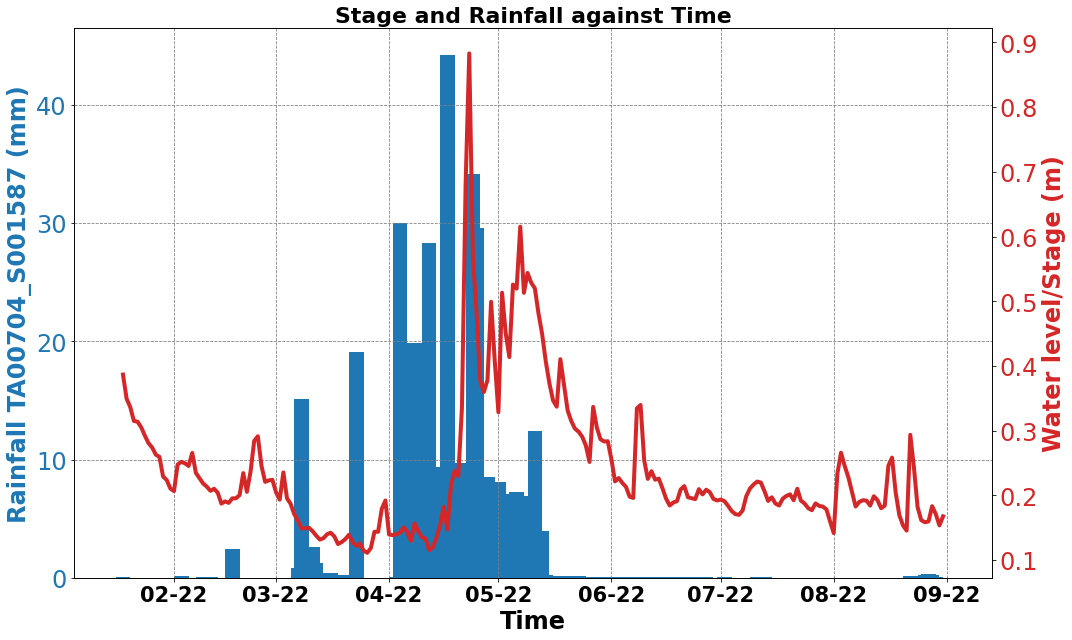 Stage and Rainfall against Time
Rainfall TA00704_S001587 (mm)
40
30
20
10
0
0.9
0.8
0.7
0.6
0.5
0.4
0.3
0.2
0.1
Water level/Stage (m)
02-22 03-22 04-22 05-22 06-22 07-22 08-22 09-22
Time